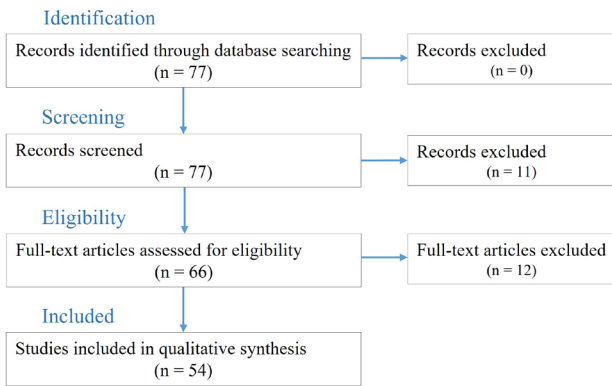 Identification
Records identified through database searching
(n = 77)
Records excluded
(n = 0)
Screening
Records screened
(n = 77)
Records excluded
(n = 11)
Eligibility
Full-text articles assessed for eligibility
(n = 66)
Full-text articles excluded
(n = 12)
Included
Studies included in qualitative synthesis
(n = 54)